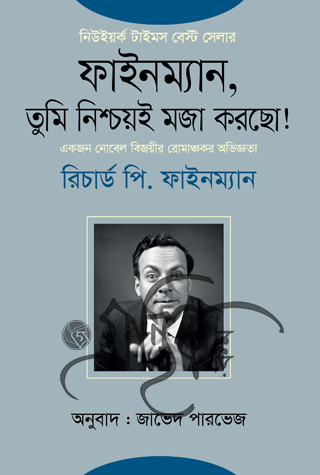 নিউইয়র্ক টাইমস বেস্ট সেলার
ফাইনম্যান,
তুমি নিশ্চয়ই মজা করছো!
একজন নোবেল বিজয়ীর রোমাঞ্চকর অভিজ্ঞতা
রিচার্ড পি. ফাইনম্যান
অনুবাদ : জাভেদ পারভেজ